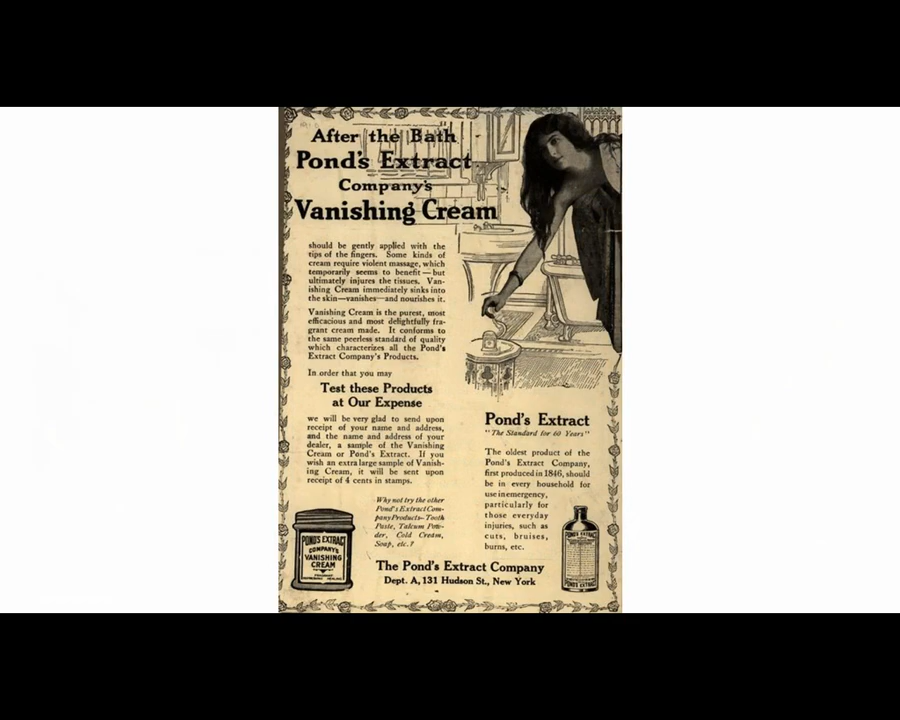 After the Bath
Pond's Extract
Company's
Vanishing Cream
should be gently applied with the
tips of the fingers. Some kinds of
cream require violent massage, which
temporarily seems to benefit—but
ultimately injures the tissues. Van-
ishing Cream immediately sinks into
the skin—vanishes—and nourishes it.
Vanishing Cream is the purest, most
efficacious and most delightfully fra-
grant cream made. It conforms to
the same peerless standard of quality
which characterizes all the Pond's
Extract Company's Products.
In order that you may
Test these Products
at Our Expense
we will be very glad to send upon
receipt of your name and address,
and the name and address of your
dealer, a sample of the Vanishing
Cream or Pond's Extract. If you
wish an extra large sample of Vanish-
ing Cream, it will be sent upon
receipt of 4 cents in stamps.
Why not try the other
Pond's Extract Com-
pany Products—Tooth
Paste, Talcum Pow-
der, Cold Cream,
Soap, etc.?
Pond's Extract
"The Standard for 60 Years"
The oldest product of the
Pond's Extract Company,
first produced in 1846, should
be in every household for
use in emergency,
particularly for
those everyday
injuries, such as
cuts, bruises,
burns, etc.
POND'S EXTRACT
COMPANY'S
VANISHING
CREAM
POND'S EXTRACT
POND'S EXTRACT
The Pond's Extract Company
Dept. A, 131 Hudson St., New York